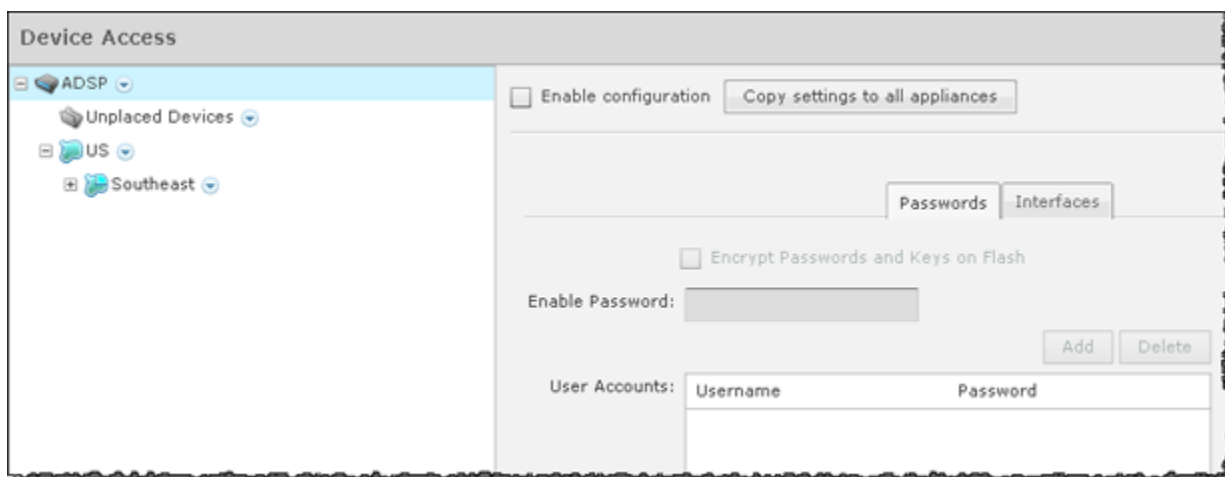 Device Access
ADSP
Unplaced Devices
US
Southeast
Enable configuration
Copy settings to all appliances
Passwords
Interfaces
Encrypt Passwords and Keys on Flash
Enable Password:
Add
Delete
User Accounts:
Username
Password